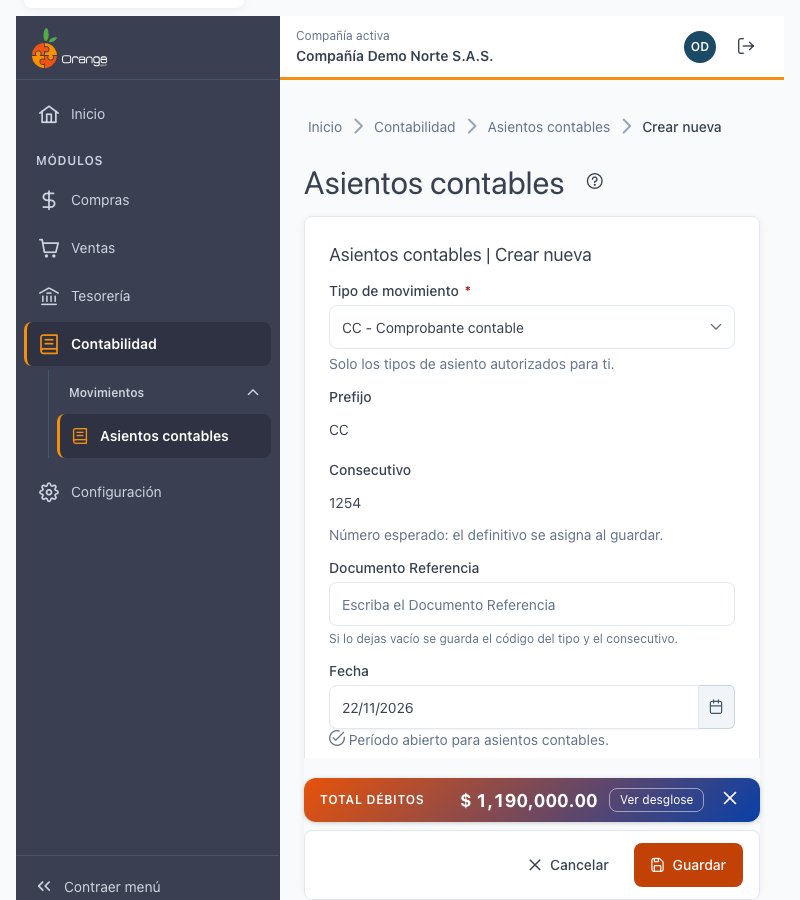 Orange
Compañía activa
Compañía Demo Norte S.A.S.
OD
Inicio
MÓDULOS
Compras
Ventas
Tesorería
Contabilidad
Movimientos
Asientos contables
Configuración
Contraer menú
Inicio > Contabilidad > Asientos contables > Crear nueva
Asientos contables
Asientos contables | Crear nueva
Tipo de movimiento *
CC - Comprobante contable
Solo los tipos de asiento autorizados para ti.
Prefijo
CC
Consecutivo
1254
Número esperado: el definitivo se asigna al guardar.
Documento Referencia
Escriba el Documento Referencia
Si lo dejas vacío se guarda el código del tipo y el consecutivo.
Fecha
22/11/2026
Período abierto para asientos contables.
TOTAL DÉBITOS $ 1,190,000.00 Ver desglose
Cancelar Guardar